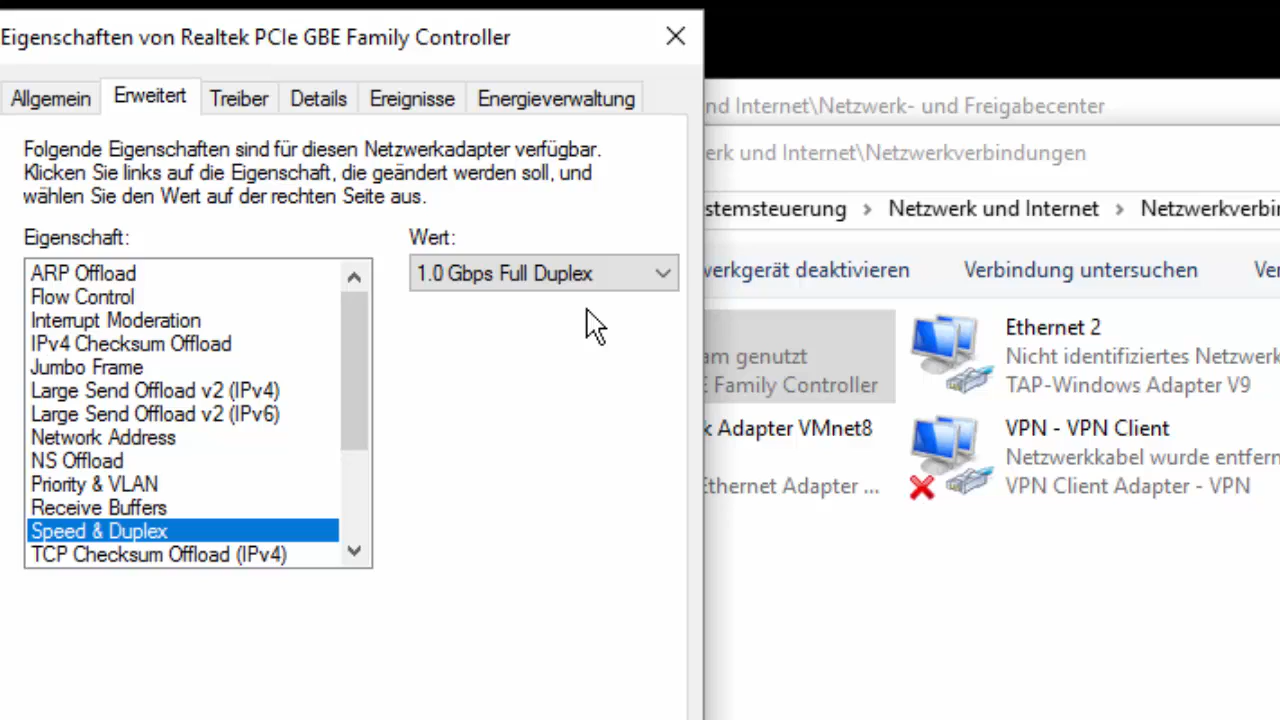 Eigenschaften von Realtek PCIe GBE Family Controller
Allgemein Erweitert Treiber Details Ereignisse Energieverwaltung
Folgende Eigenschaften sind für diesen Netzwerkadapter verfügbar.
Klicken Sie links auf die Eigenschaft, die geändert werden soll, und
wählen Sie den Wert auf der rechten Seite aus.
Eigenschaft:
ARP Offload
Flow Control
Interrupt Moderation
IPv4 Checksum Offload
Jumbo Frame
Large Send Offload v2 (IPv4)
Large Send Offload v2 (IPv6)
Network Address
NS Offload
Priority & VLAN
Receive Buffers
Speed & Duplex
TCP Checksum Offload (IPv4)
Wert:
1.0 Gbps Full Duplex
nd Internet\Netzwerk- und Freigabecenter
erk und Internet\Netzwerkverbindungen
stemsteuerung > Netzwerk und Internet > Netzwerkverbin
werkgerät deaktivieren Verbindung untersuchen Ver
am genutzt
E Family Controller
Ethernet 2
Nicht identifiziertes Netzwerk
TAP-Windows Adapter V9
k Adapter VMnet8
Ethernet Adapter ...
VPN - VPN Client
Netzwerkkabel wurde entfern
VPN Client Adapter - VPN